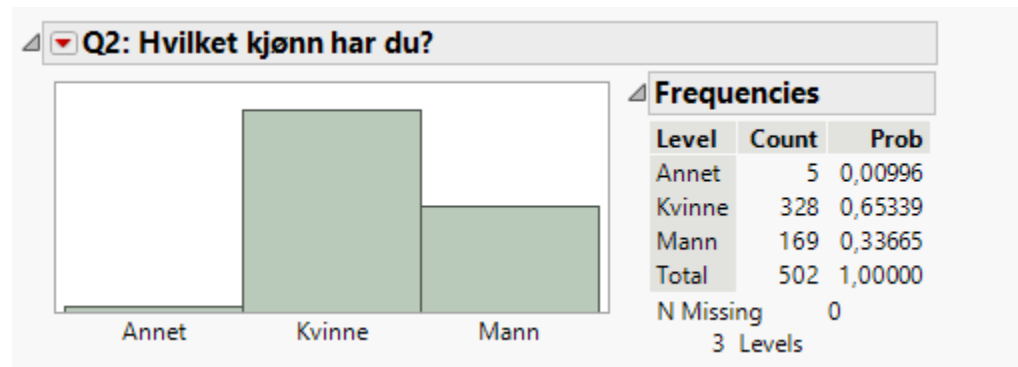 Q2: Hvilket kjønn har du?
Annet Kvinne Mann
Frequencies
Level Count Prob
Annet 5 0,00996
Kvinne 328 0,65339
Mann 169 0,33665
Total 502 1,00000
N Missing 0
3 Levels